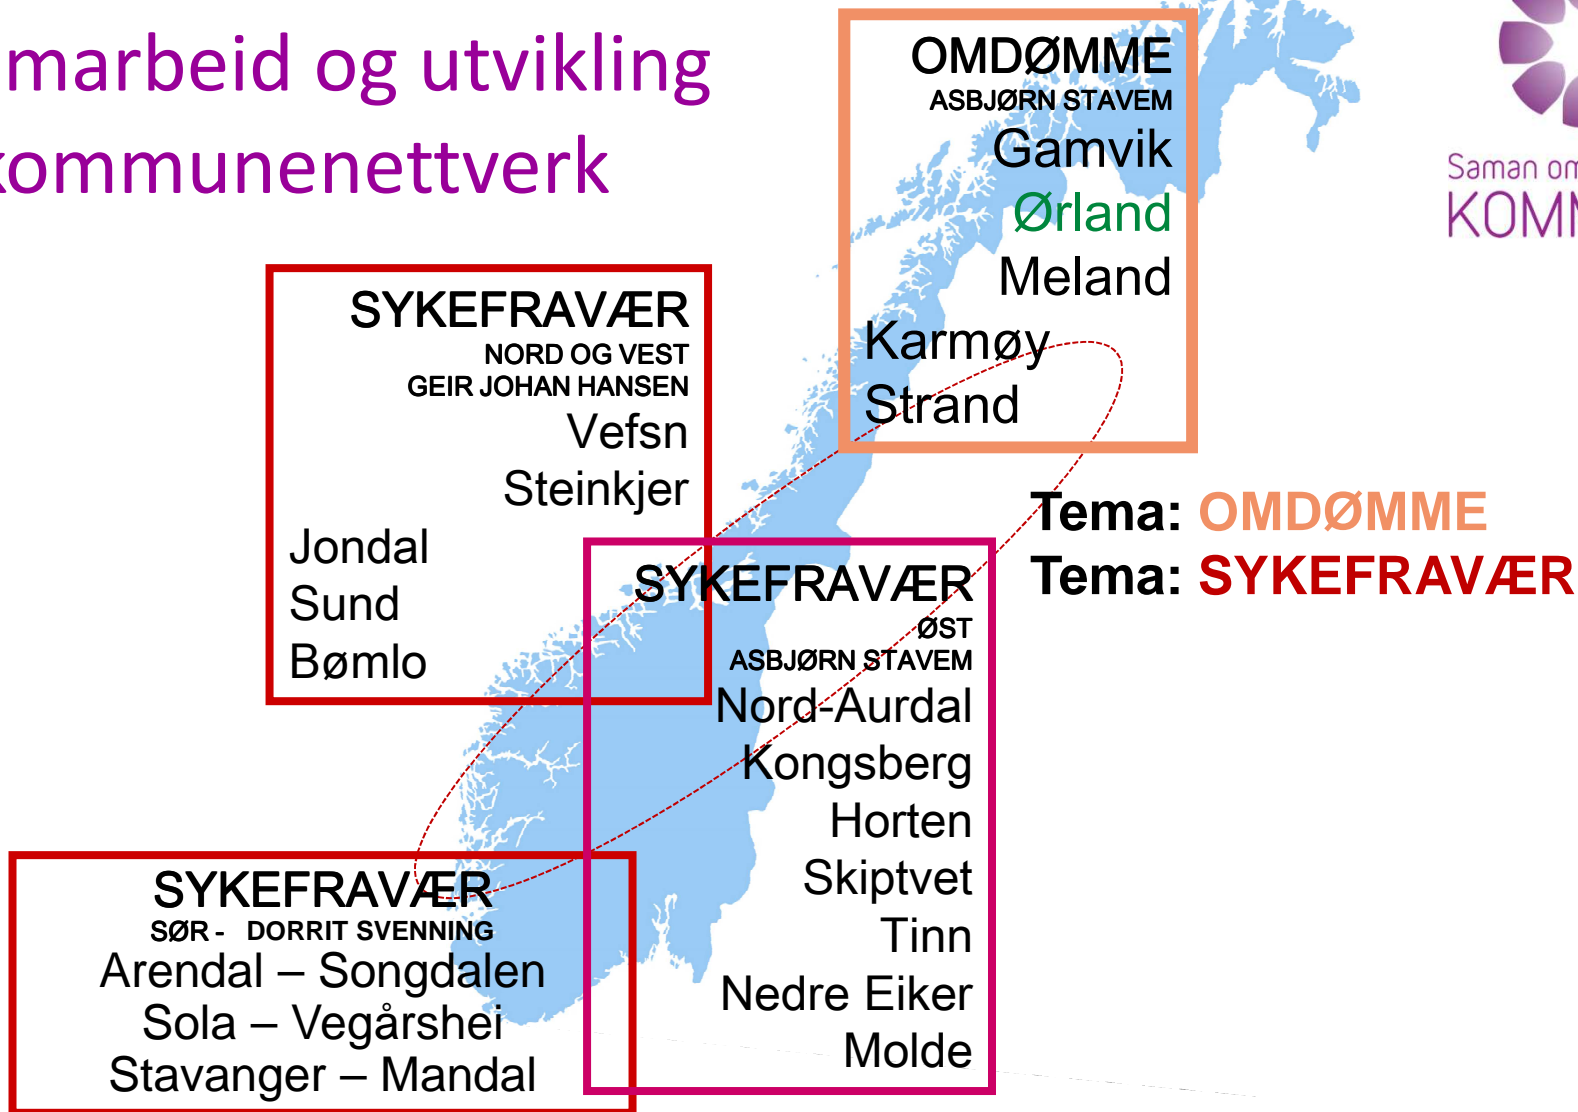 marbeid og utvikling
kommunenettverk
Saman om
KOMM
OMDØMME
ASBJØRN STAVEM
Gamvik
Ørland
Meland
Karmøy
Strand
SYKEFRAVÆR
NORD OG VEST
GEIR JOHAN HANSEN
Vefsn
Steinkjer
Jondal
Sund
Bømlo
Tema: OMDØMME
Tema: SYKEFRAVÆR
SYKEFRAVÆR
ØST
ASBJØRN STAVEM
Nord-Aurdal
Kongsberg
Horten
Skiptvet
Tinn
Nedre Eiker
Molde
SYKEFRAVÆR
SØR - DORRIT SVENNING
Arendal – Songdalen
Sola – Vegårshei
Stavanger – Mandal